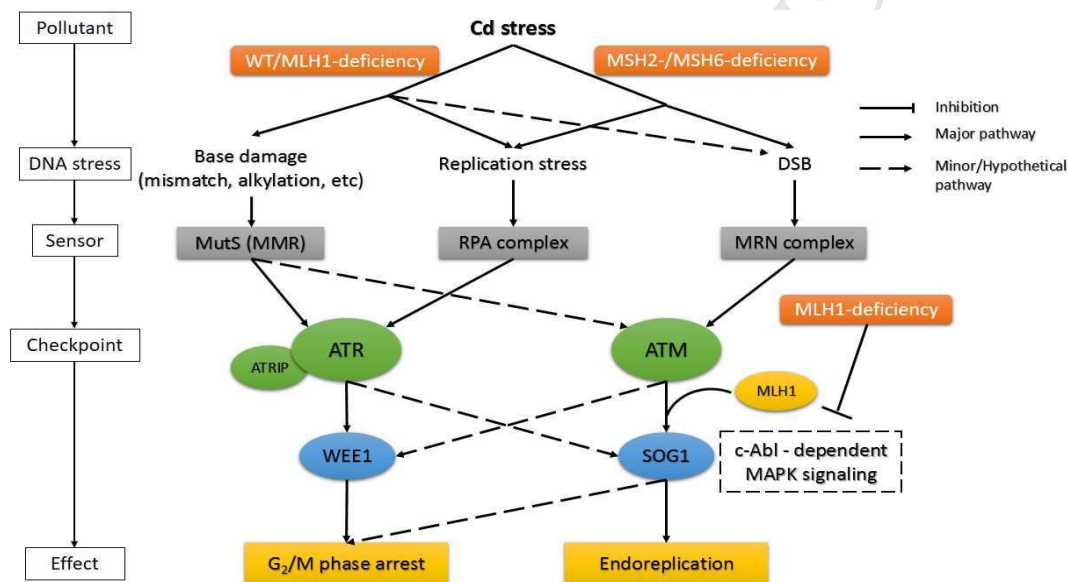 Pollutant
Cd stress
WT/MLH1-deficiency
MSH2-/MSH6-deficiency
Inhibition
Major pathway
Minor/Hypothetical
pathway
DNA stress
Base damage
(mismatch, alkylation, etc)
Replication stress
DSB
Sensor
MutS (MMR)
RPA complex
MRN complex
MLH1-deficiency
Checkpoint
ATRIP
ATR
ATM
MLH1
WEE1
SOG1
c-Abl - dependent
MAPK signaling
Effect
G₂/M phase arrest
Endoreplication